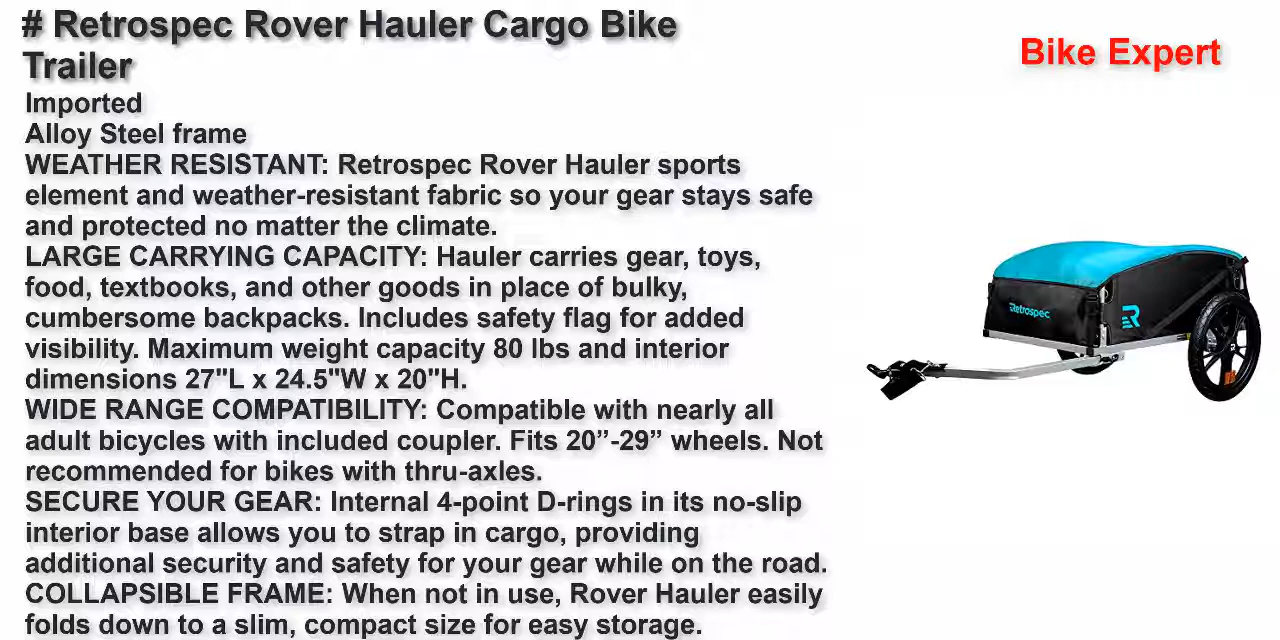 # Retrospec Rover Hauler Cargo Bike
Trailer
Bike Expert
Imported
Alloy Steel frame
WEATHER RESISTANT: Retrospec Rover Hauler sports
element and weather-resistant fabric so your gear stays safe
and protected no matter the climate.
LARGE CARRYING CAPACITY: Hauler carries gear, toys,
food, textbooks, and other goods in place of bulky,
cumbersome backpacks. Includes safety flag for added
visibility. Maximum weight capacity 80 lbs and interior
dimensions 27"L x 24.5"W x 20"H.
WIDE RANGE COMPATIBILITY: Compatible with nearly all
adult bicycles with included coupler. Fits 20”-29” wheels. Not
recommended for bikes with thru-axles.
SECURE YOUR GEAR: Internal 4-point D-rings in its no-slip
interior base allows you to strap in cargo, providing
additional security and safety for your gear while on the road.
COLLAPSIBLE FRAME: When not in use, Rover Hauler easily
folds down to a slim, compact size for easy storage.
Retrospec
R